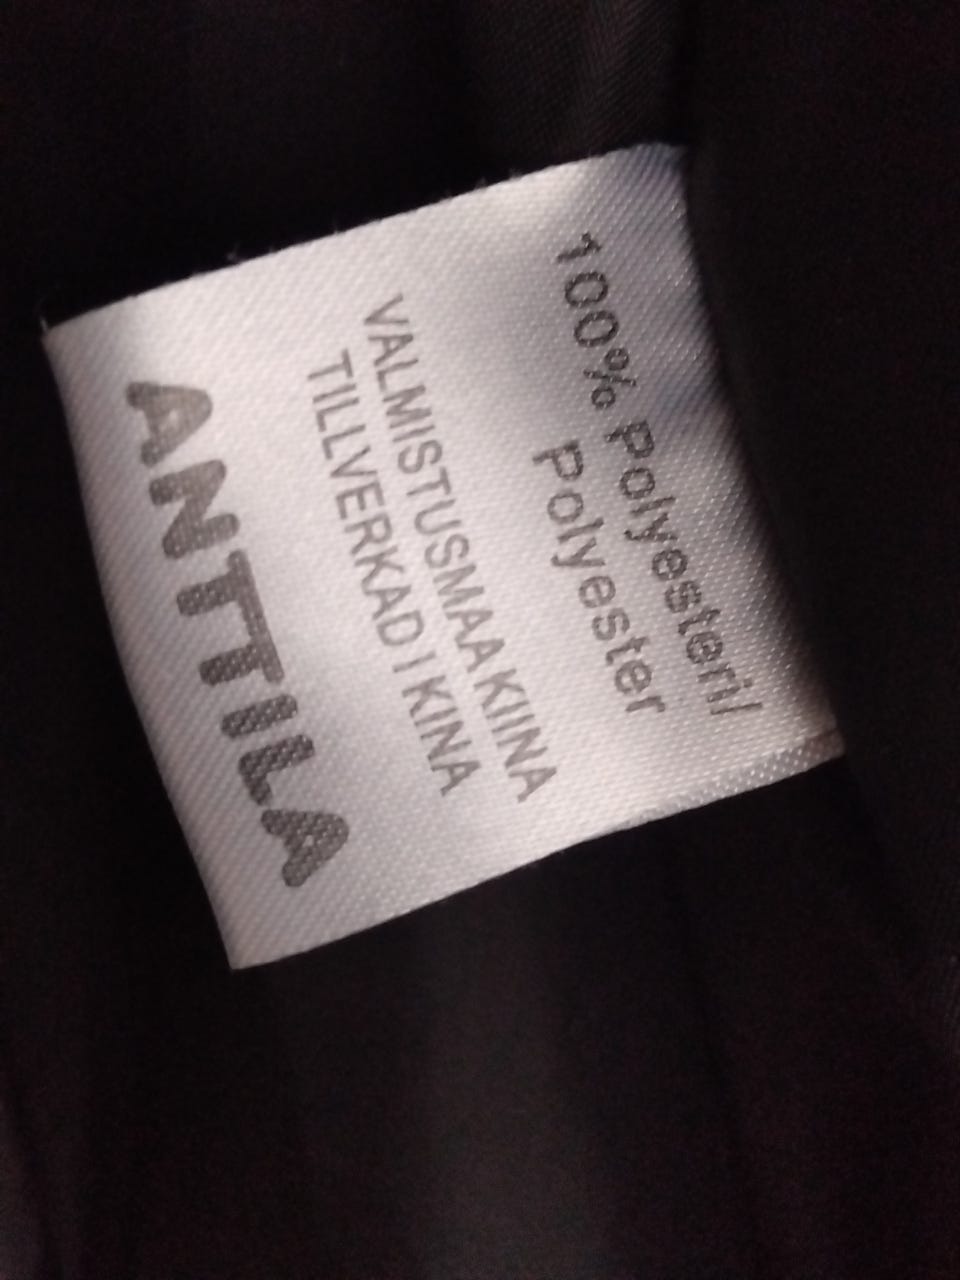 100% Polyesteri/
Polyester
VALMISTUSMAA KIINA
TILLVERKAD I KINA
ANTTILA